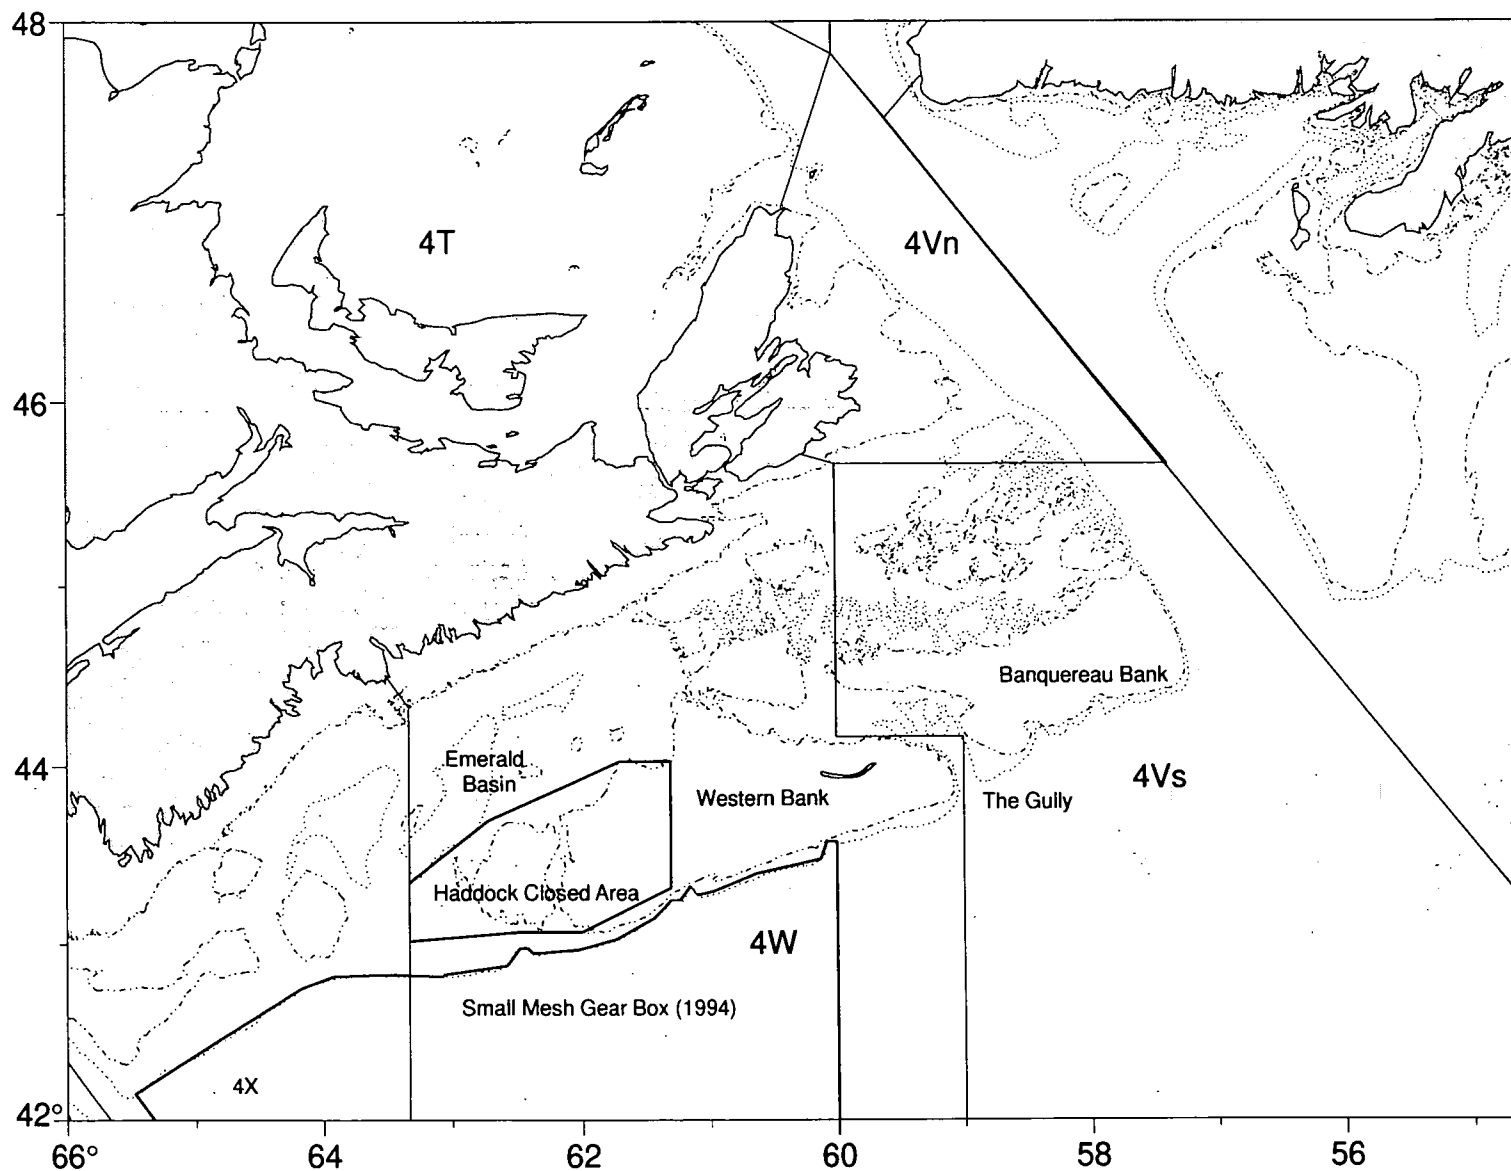 48
4T
4Vn
46
Banquereau Bank
Emerald
Basin
44
4Vs
Western Bank
The Gully
Haddock Closed Area
4W
Small Mesh Gear Box (1994)
4X
42°
66°
64
62
60
58
56